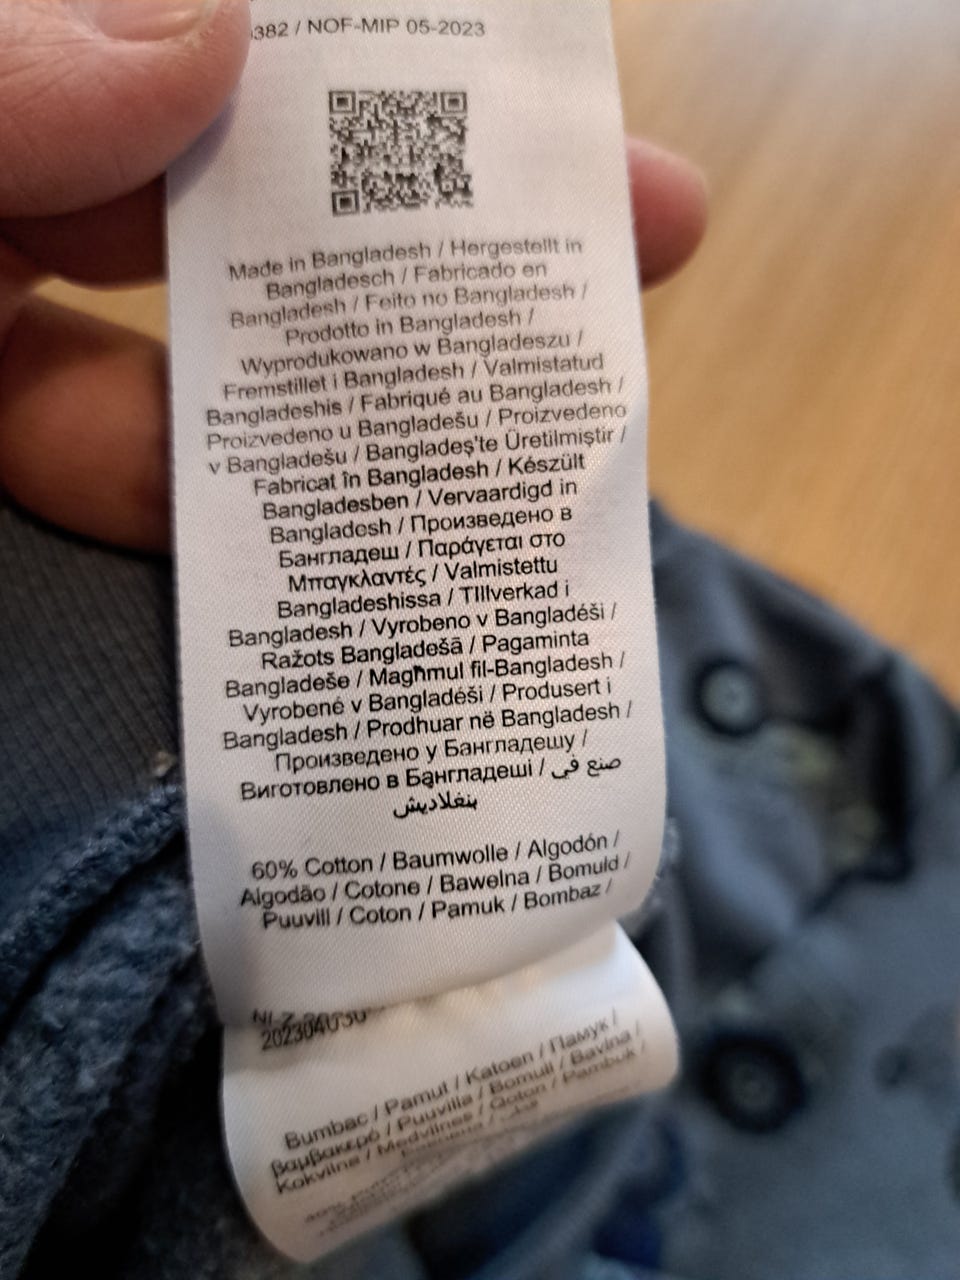 382 / NOF-MIP 05-2023
Made in Bangladesh / Hergestellt in
Bangladesch / Fabricado en
Bangladesh / Feito no Bangladesh /
Prodotto in Bangladesh /
Wyprodukowano w Bangladeszu /
Fremstillet i Bangladesh / Valmistatud
Bangladeshis / Fabriqué au Bangladesh /
Proizvedeno u Bangladešu / Proizvedeno
v Bangladešu / Bangladeş'te Üretilmiştir /
Fabricat în Bangladesh / Készült
Bangladesben / Vervaardigd in
Bangladesh / Произведено в
Бангладеш / Παράγεται στο
Μπαγκλαντές / Valmistettu
Bangladeshissa / TIllverkad i
Bangladesh / Vyrobeno v Bangladéši /
Ražots Bangladešā / Pagaminta
Bangladeše / Magħmul fil-Bangladesh /
Vyrobené v Bangladéši / Produsert i
Bangladesh / Prodhuar në Bangladesh /
Произведено у Бангладешу /
Виготовлено в Бангладеші / صنع في
بنغلاديش
60% Cotton / Baumwolle / Algodón /
Algodão / Cotone / Bawełna / Bomuld /
Puuvill / Coton / Pamuk / Bombaz /
Bumbac / Pamut / Katoen / Памук /
Βαμβακερό / Puuvilla / Bomull / Bavlna /
Kokvilna / Medvilnės / Qoton / Pambuk /